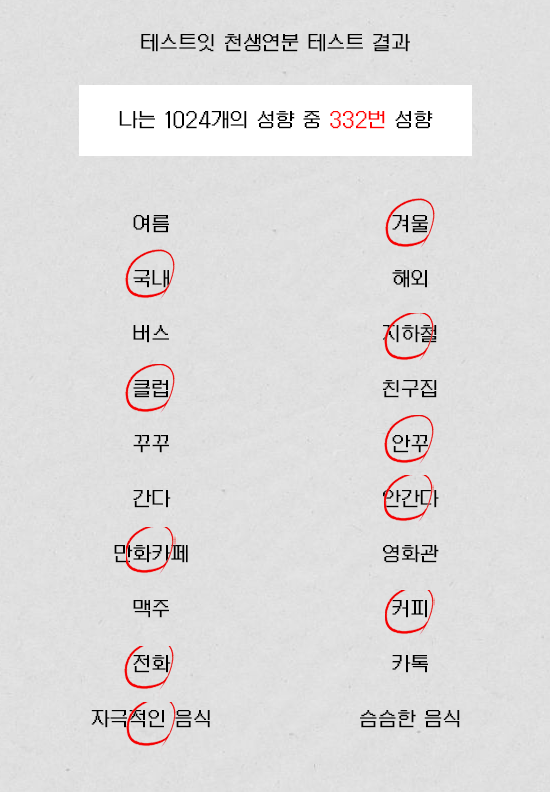 테스트잇 천생연분 테스트 결과
나는 1024개의 성향 중 332번 성향
여름 겨울
국내 해외
버스 지하철
클럽 친구집
꾸꾸 안꾸
간다 안간다
만화카페 영화관
맥주 커피
전화 카톡
자극적인 음식 슴슴한 음식